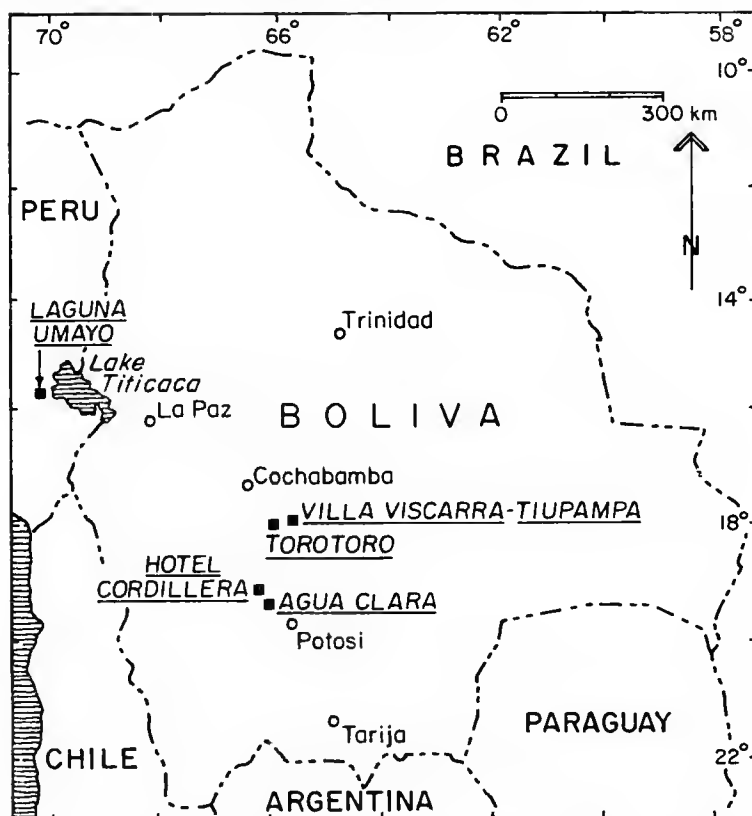 70° 66° 62° 58°
10°
0 300 km
BRAZIL
PERU
N
14°
LAGUNA
UMAYO
Trinidad
Lake
Titicaca
La Paz
BOLIVA
Cochabamba
18°
VILLA VISCARRA-TIUPAMPA
TOROTORO
HOTEL
CORDILLERA
AGUA CLARA
Potosi
PARAGUAY
Tarija
CHILE
22°
ARGENTINA